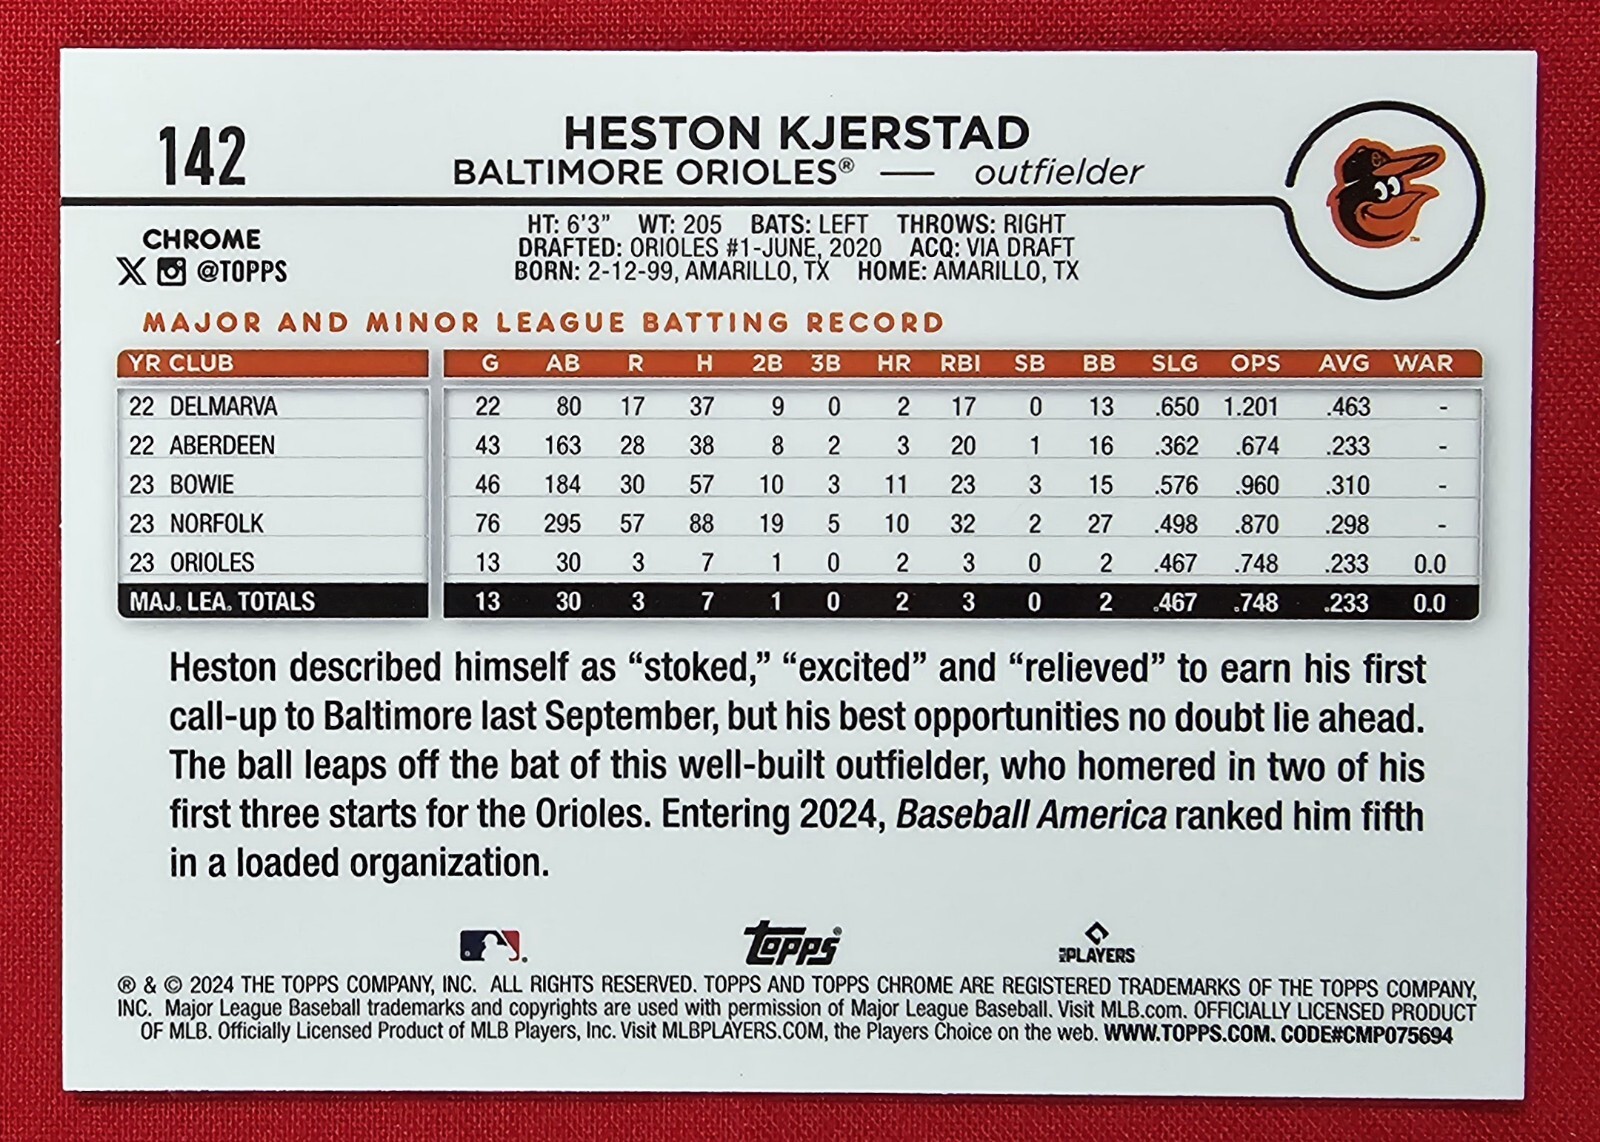 142
HESTON KJERSTAD
BALTIMORE ORIOLES® — outfielder
CHROME
X @TOPPS
HT: 6'3" WT: 205 BATS: LEFT THROWS: RIGHT
DRAFTED: ORIOLES #1-JUNE, 2020 ACQ: VIA DRAFT
BORN: 2-12-99, AMARILLO, TX HOME: AMARILLO, TX
MAJOR AND MINOR LEAGUE BATTING RECORD
YR CLUB G AB R H 2B 3B HR RBI SB BB SLG OPS AVG WAR
22 DELMARVA 22 80 17 37 9 0 2 17 0 13 .650 1.201 .463 -
22 ABERDEEN 43 163 28 38 8 2 3 20 1 16 .362 .674 .233 -
23 BOWIE 46 184 30 57 10 3 11 23 3 15 .576 .960 .310 -
23 NORFOLK 76 295 57 88 19 5 10 32 2 27 .498 .870 .298 -
23 ORIOLES 13 30 3 7 1 0 2 3 0 2 .467 .748 .233 0.0
MAJ. LEA. TOTALS 13 30 3 7 1 0 2 3 0 2 .467 .748 .233 0.0
Heston described himself as “stoked,” “excited” and “relieved” to earn his first
call-up to Baltimore last September, but his best opportunities no doubt lie ahead.
The ball leaps off the bat of this well-built outfielder, who homered in two of his
first three starts for the Orioles. Entering 2024, Baseball America ranked him fifth
in a loaded organization.
topps® MLB PLAYERS
® & © 2024 THE TOPPS COMPANY, INC. ALL RIGHTS RESERVED. TOPPS AND TOPPS CHROME ARE REGISTERED TRADEMARKS OF THE TOPPS COMPANY,
INC. Major League Baseball trademarks and copyrights are used with permission of Major League Baseball. Visit MLB.com. OFFICIALLY LICENSED PRODUCT
OF MLB. Officially Licensed Product of MLB Players, Inc. Visit MLBPLAYERS.COM, the Players Choice on the web. WWW.TOPPS.COM. CODE#CMP075694